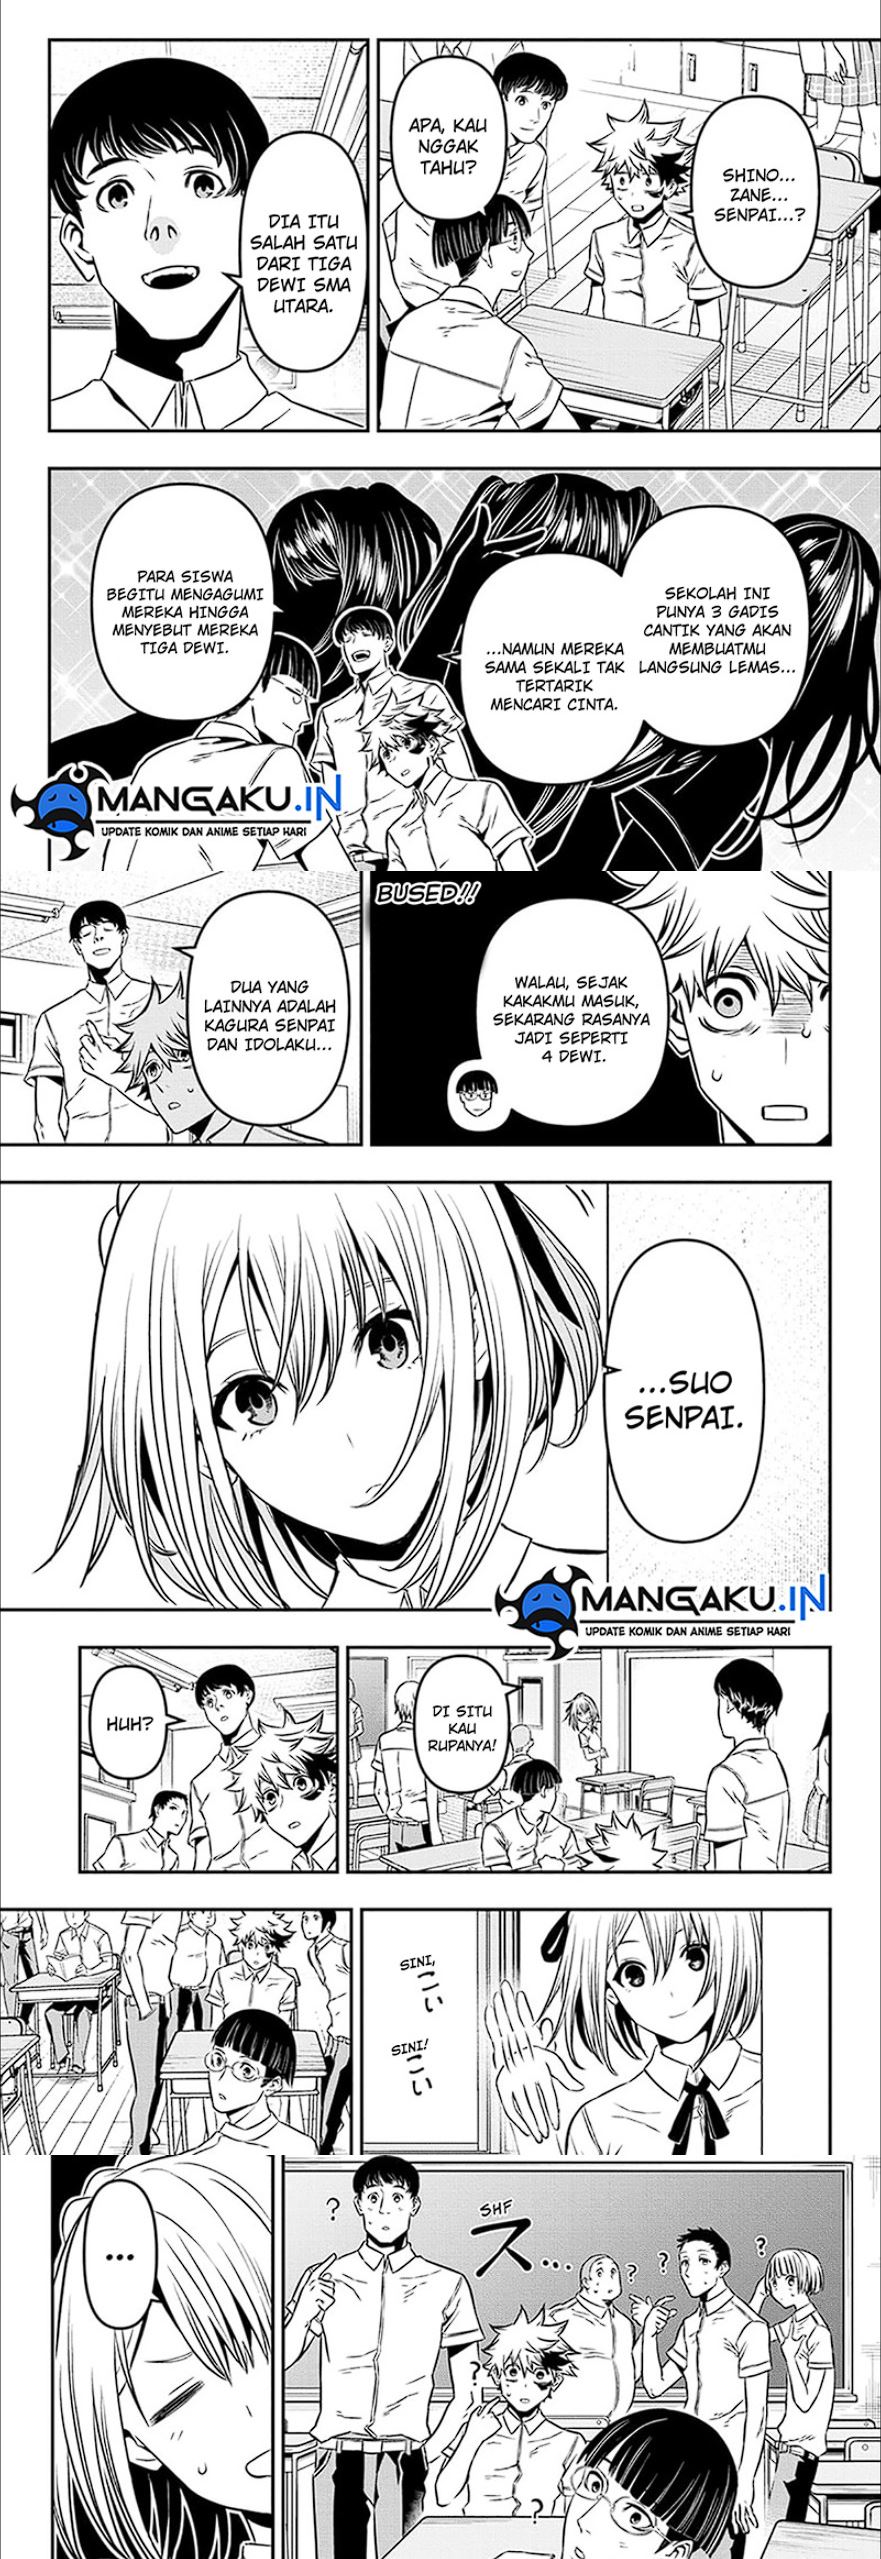 SHINO...
ZANE...
SENPAI...?
APA, KAU
NGGAK
TAHU?
DIA ITU
SALAH SATU
DARI TIGA
DEWI SMA
UTARA.
SEKOLAH INI
PUNYA 3 GADIS
CANTIK YANG AKAN
MEMBUATMU
LANGSUNG LEMAS...
...NAMUN MEREKA
SAMA SEKALI TAK
TERTARIK
MENCARI CINTA.
PARA SISWA
BEGITU MENGAGUMI
MEREKA HINGGA
MENYEBUT MEREKA
TIGA DEWI.
MANGAKU.IN
UPDATE KOMIK DAN ANIME SETIAP HARI
BUSED!!
WALAU, SEJAK
KAKAKMU MASUK,
SEKARANG RASANYA
JADI SEPERTI
4 DEWI.
DUA YANG
LAINNYA ADALAH
KAGURA SENPAI
DAN IDOLAKU...
...SUO
SENPAI.
MANGAKU.IN
UPDATE KOMIK DAN ANIME SETIAP HARI
DI SITU
KAU
RUPANYA!
HUH?
SINI,
こい
SINI!
こい
SHF
ス...
?
?
?
?
?
?
...